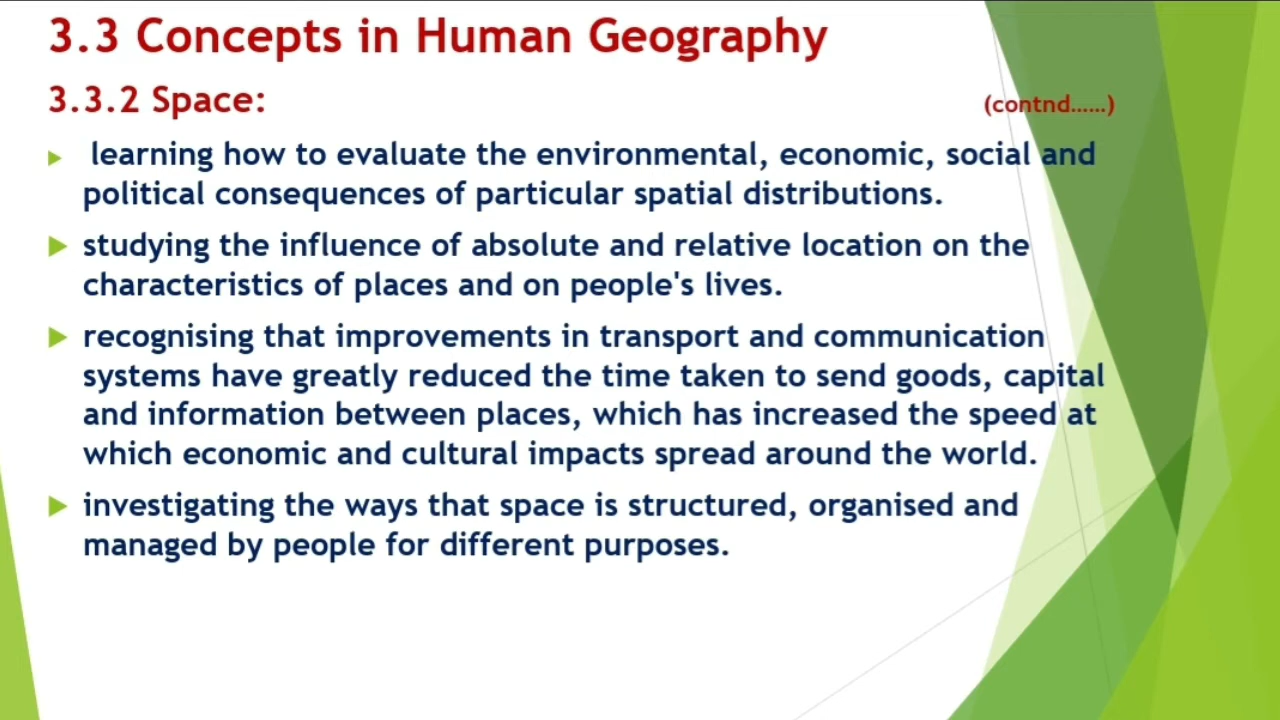 3.3 Concepts in Human Geography
3.3.2 Space: (contnd......)
learning how to evaluate the environmental, economic, social and
political consequences of particular spatial distributions.
studying the influence of absolute and relative location on the
characteristics of places and on people's lives.
recognising that improvements in transport and communication
systems have greatly reduced the time taken to send goods, capital
and information between places, which has increased the speed at
which economic and cultural impacts spread around the world.
investigating the ways that space is structured, organised and
managed by people for different purposes.